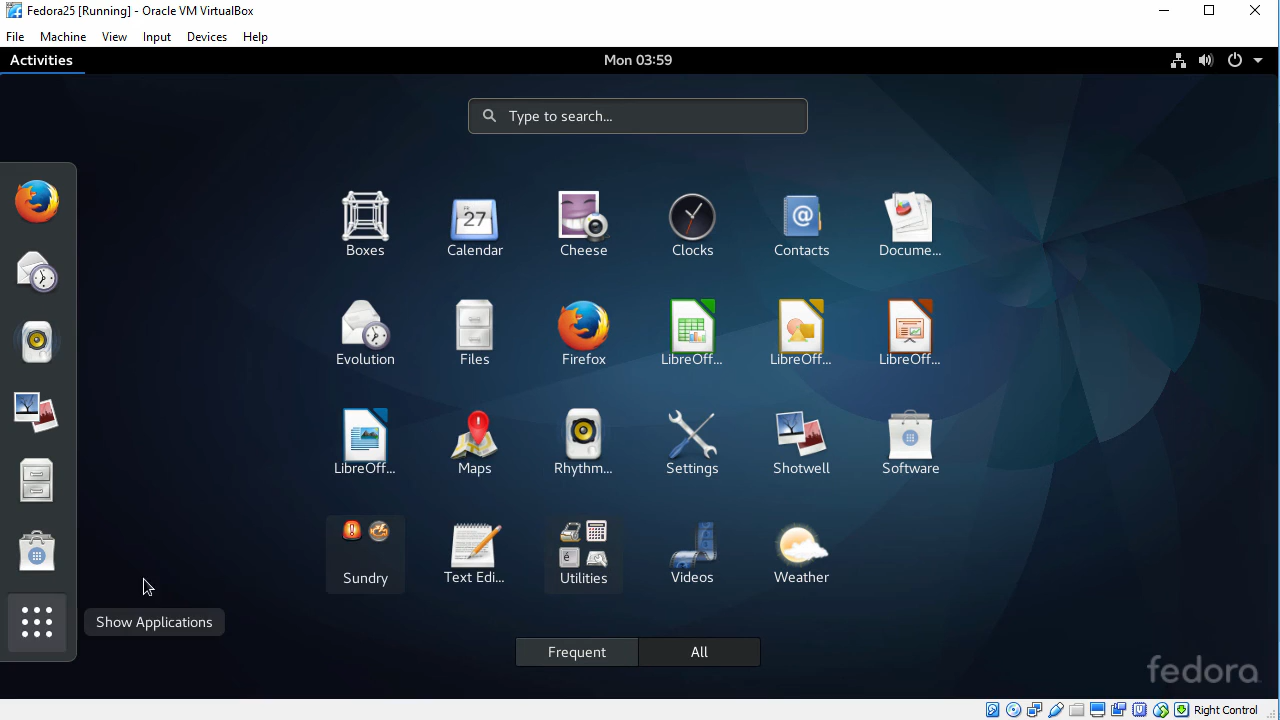 Fedora25 [Running] - Oracle VM VirtualBox
File Machine View Input Devices Help
Activities Mon 03:59
Type to search...
27
Boxes Calendar Cheese Clocks Contacts Docume...
Evolution Files Firefox LibreOff... LibreOff... LibreOff...
LibreOff... Maps Rhythm... Settings Shotwell Software
Sundry Text Edi... Utilities Videos Weather
Show Applications
Frequent All
fedora
Right Control